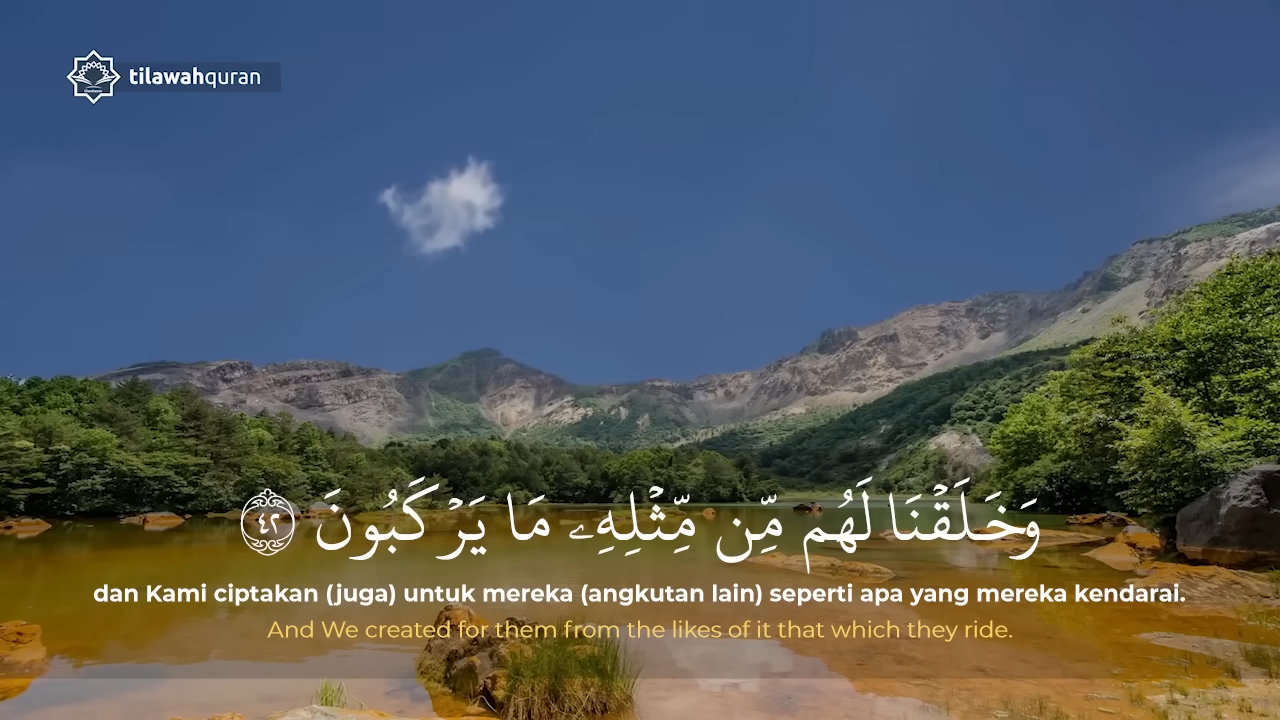 tilawahquran
وَخَلَقْنَا لَهُم مِّن مِّثْلِهِۦ مَا يَرْكَبُونَ ٤٢
dan Kami ciptakan (juga) untuk mereka (angkutan lain) seperti apa yang mereka kendarai.
And We created for them from the likes of it that which they ride.